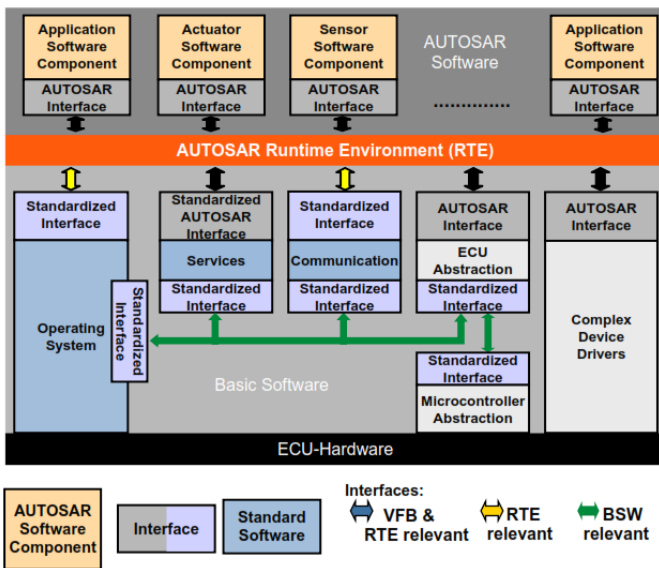 Application
Software
Component
AUTOSAR
Interface
Actuator
Software
Component
AUTOSAR
Interface
Sensor
Software
Component
AUTOSAR
Interface
AUTOSAR
Software
..............
Application
Software
Component
AUTOSAR
Interface
AUTOSAR Runtime Environment (RTE)
Standardized
Interface
Operating
System
Standardized
Interface
Standardized
AUTOSAR
Interface
Services
Standardized
Interface
Standardized
Interface
Communication
Standardized
Interface
AUTOSAR
Interface
ECU
Abstraction
Standardized
Interface
Standardized
Interface
Microcontroller
Abstraction
AUTOSAR
Interface
Complex
Device
Drivers
Basic Software
ECU-Hardware
AUTOSAR
Software
Component
Interface
Standard
Software
Interfaces:
VFB &
RTE relevant
RTE
relevant
BSW
relevant